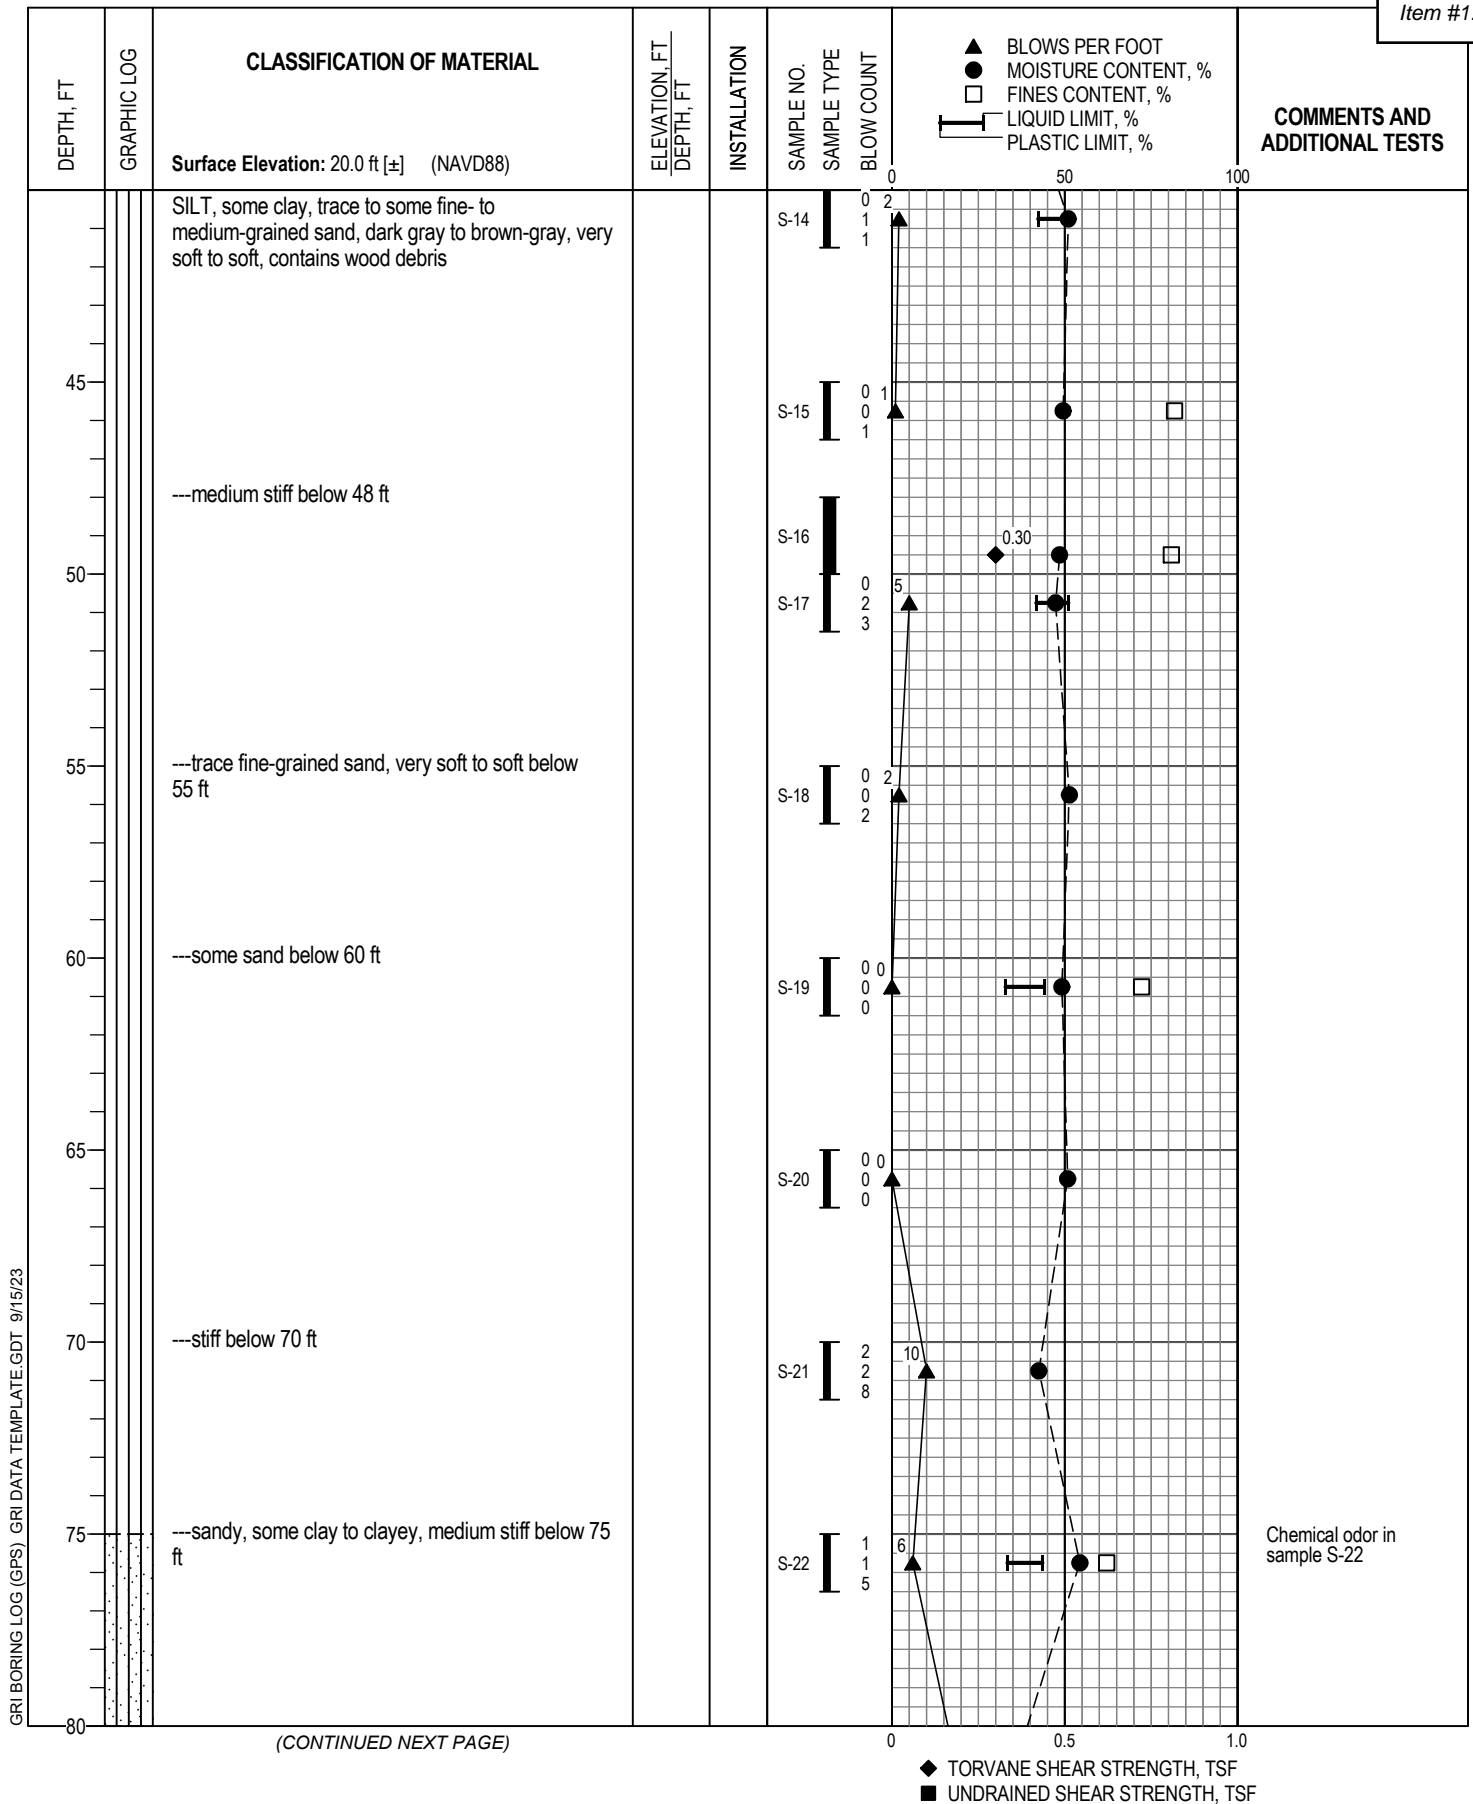 Item #1
DEPTH, FT
GRAPHIC LOG
CLASSIFICATION OF MATERIAL
Surface Elevation: 20.0 ft [±] (NAVD88)
ELEVATION, FT
DEPTH, FT
INSTALLATION
SAMPLE NO.
SAMPLE TYPE
BLOW COUNT
BLOWS PER FOOT
MOISTURE CONTENT, %
FINES CONTENT, %
LIQUID LIMIT, %
PLASTIC LIMIT, %
0 50 100
COMMENTS AND
ADDITIONAL TESTS
SILT, some clay, trace to some fine- to
medium-grained sand, dark gray to brown-gray, very
soft to soft, contains wood debris
S-14
0 2
1
1
45
S-15
0 1
0
1
---medium stiff below 48 ft
S-16
0.30
50
S-17
0 5
2
3
55
---trace fine-grained sand, very soft to soft below
55 ft
S-18
0 2
0
2
60
---some sand below 60 ft
S-19
0 0
0
0
65
S-20
0 0
0
0
70
---stiff below 70 ft
S-21
2
2
8
10
75
---sandy, some clay to clayey, medium stiff below 75
ft
S-22
1 6
1
5
Chemical odor in
sample S-22
80
(CONTINUED NEXT PAGE)
0 0.5 1.0
TORVANE SHEAR STRENGTH, TSF
UNDRAINED SHEAR STRENGTH, TSF
GRI BORING LOG (GPS) GRI DATA TEMPLATE.GDT 9/15/23